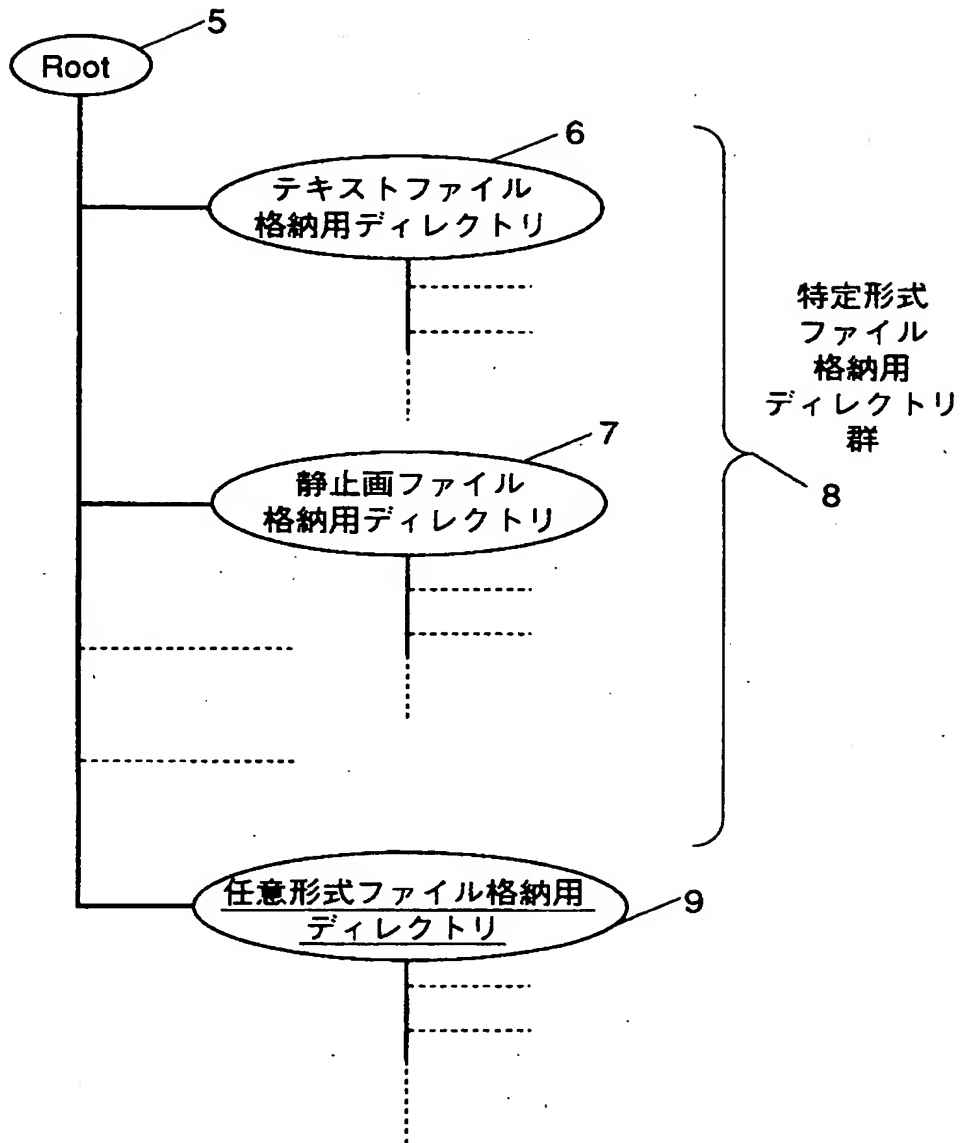 5
Root
6
テキストファイル
格納用ディレクトリ
特定形式
ファイル
格納用
ディレクトリ
群
8
7
静止画ファイル
格納用ディレクトリ
任意形式ファイル格納用
ディレクトリ
9